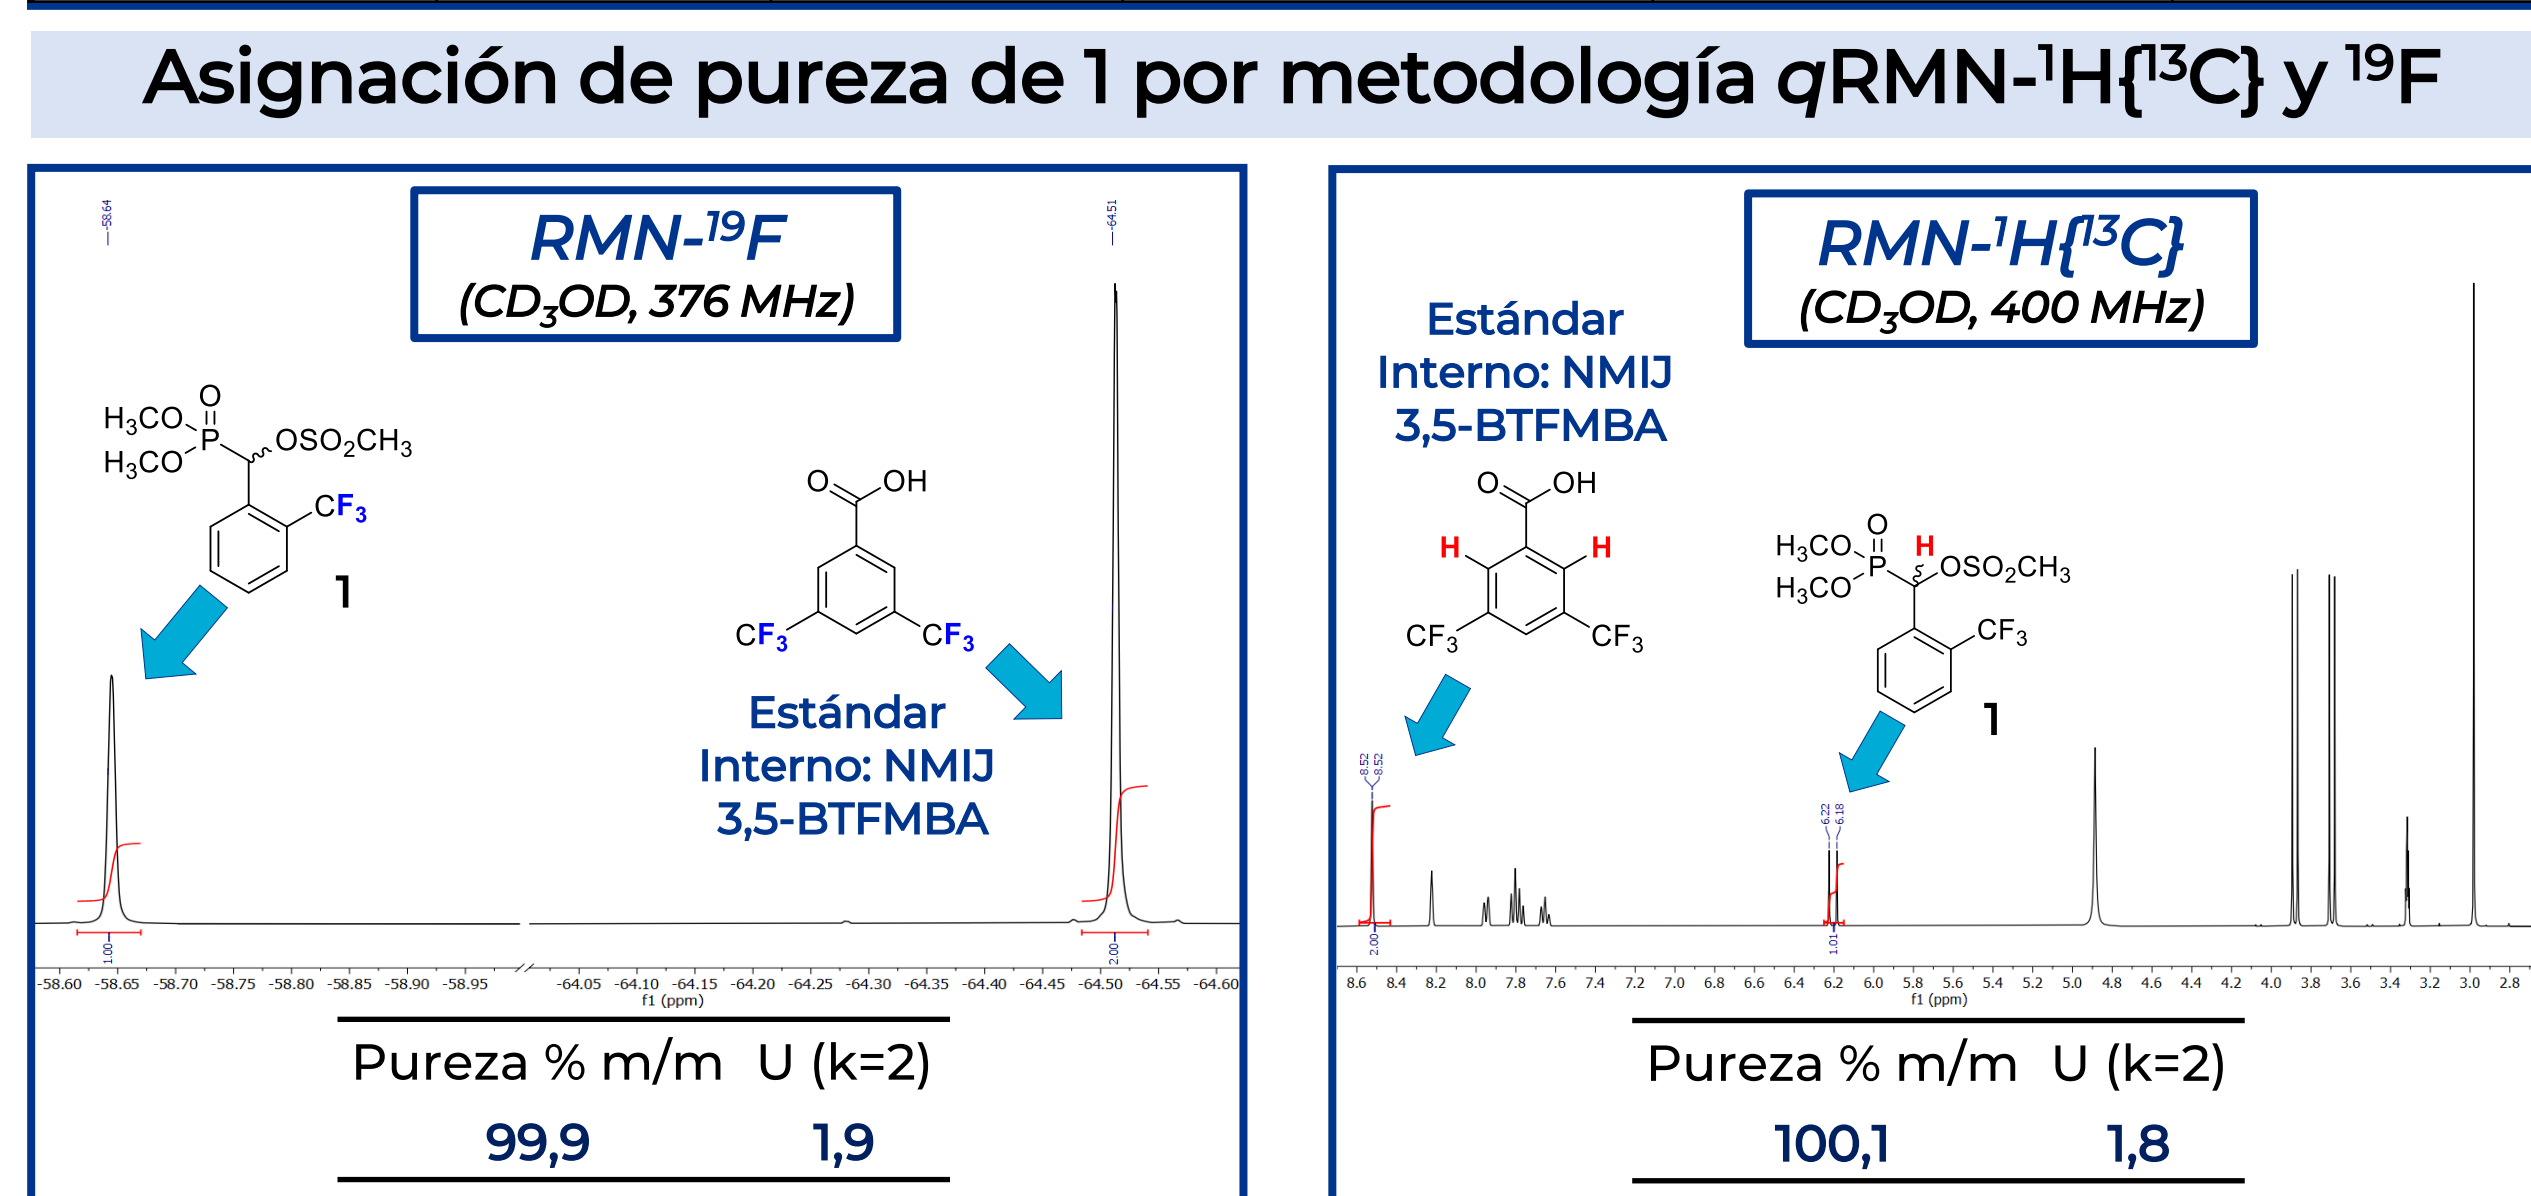 Asignación de pureza de 1 por metodología qRMN-¹H{¹³C} y ¹⁹F
RMN-¹⁹F
(CD₃OD, 376 MHz)
-58.64
-64.51
O
H₃CO
P
OSO₂CH₃
H₃CO
CF₃
1
O
OH
CF₃
CF₃
Estándar
Interno: NMIJ
3,5-BTFMBA
1.00
2.00
-58.60 -58.65 -58.70 -58.75 -58.80 -58.85 -58.90 -58.95 -64.05 -64.10 -64.15 -64.20 -64.25 -64.30 -64.35 -64.40 -64.45 -64.50 -64.55 -64.60
f1 (ppm)
Pureza % m/m U (k=2)
99,9 1,9
RMN-¹H{¹³C}
(CD₃OD, 400 MHz)
Estándar
Interno: NMIJ
3,5-BTFMBA
O
OH
H
H
CF₃
CF₃
O
H₃CO
H
P
OSO₂CH₃
H₃CO
CF₃
1
8.52
8.52
6.22
6.18
2.00
1.01
8.6 8.4 8.2 8.0 7.8 7.6 7.4 7.2 7.0 6.8 6.6 6.4 6.2 6.0 5.8 5.6 5.4 5.2 5.0 4.8 4.6 4.4 4.2 4.0 3.8 3.6 3.4 3.2 3.0 2.8
f1 (ppm)
Pureza % m/m U (k=2)
100,1 1,8